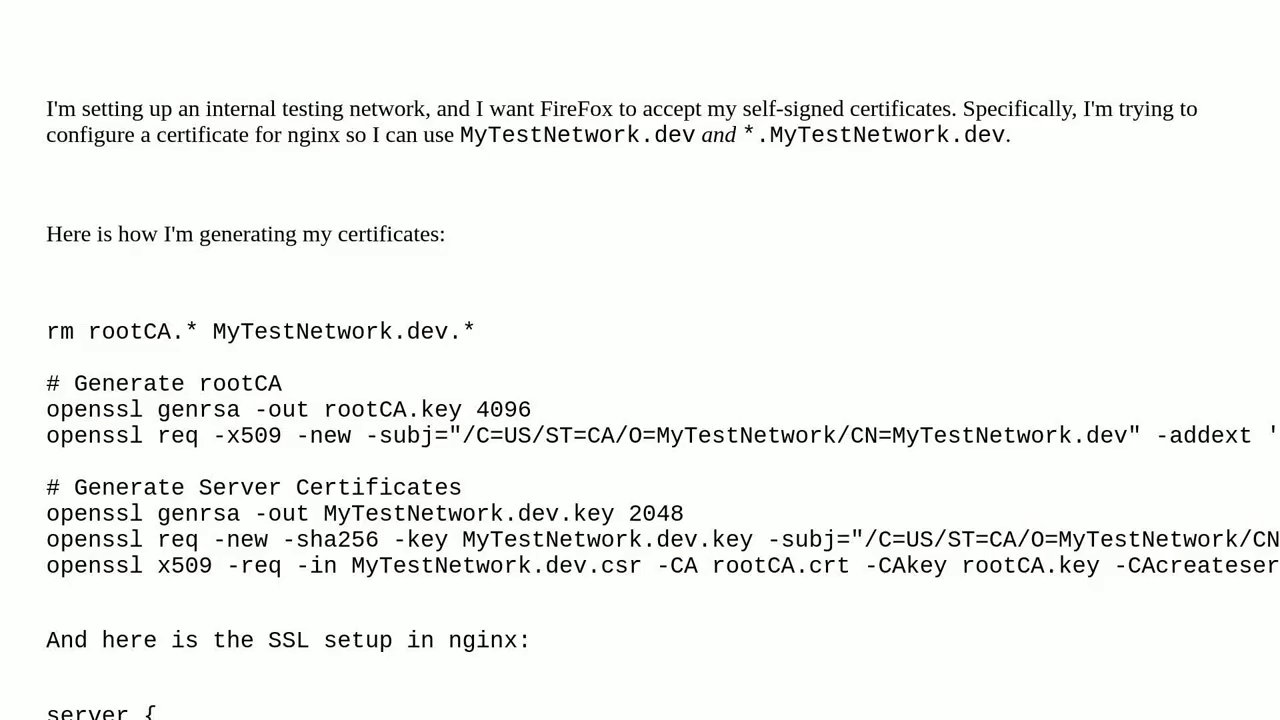 I'm setting up an internal testing network, and I want FireFox to accept my self-signed certificates. Specifically, I'm trying to
configure a certificate for nginx so I can use MyTestNetwork.dev and *.MyTestNetwork.dev.
Here is how I'm generating my certificates:
rm rootCA.* MyTestNetwork.dev.*
# Generate rootCA
openssl genrsa -out rootCA.key 4096
openssl req -x509 -new -subj="/C=US/ST=CA/O=MyTestNetwork/CN=MyTestNetwork.dev" -addext '
# Generate Server Certificates
openssl genrsa -out MyTestNetwork.dev.key 2048
openssl req -new -sha256 -key MyTestNetwork.dev.key -subj="/C=US/ST=CA/O=MyTestNetwork/CN
openssl x509 -req -in MyTestNetwork.dev.csr -CA rootCA.crt -CAkey rootCA.key -CAcreateser
And here is the SSL setup in nginx:
server {